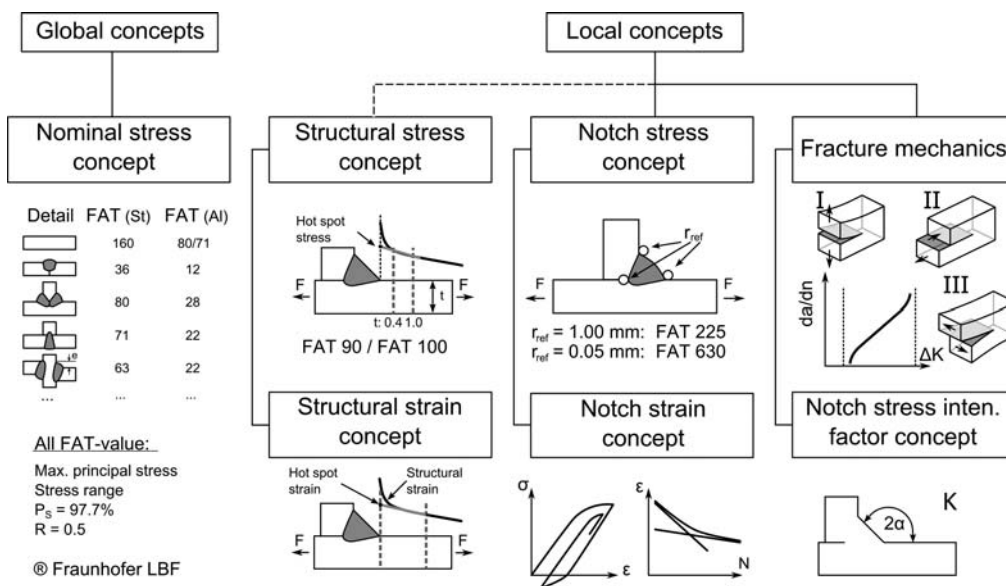 Global concepts
Local concepts
Nominal stress
concept
Structural stress
concept
Notch stress
concept
Fracture mechanics
Detail FAT (St) FAT (Al)
160 80/71
36 12
80 28
71 22
e
63 22
... ... ...
All FAT-value:
Max. principal stress
Stress range
P_S = 97.7%
R = 0.5
® Fraunhofer LBF
Hot spot
stress
F F
t
t: 0.4 1.0
FAT 90 / FAT 100
Structural strain
concept
Hot spot
strain
Structural
strain
F F
r_ref
F F
r_ref = 1.00 mm: FAT 225
r_ref = 0.05 mm: FAT 630
Notch strain
concept
σ
ε
ε
N
I
II
III
da/dn
ΔK
Notch stress inten.
factor concept
K
2α